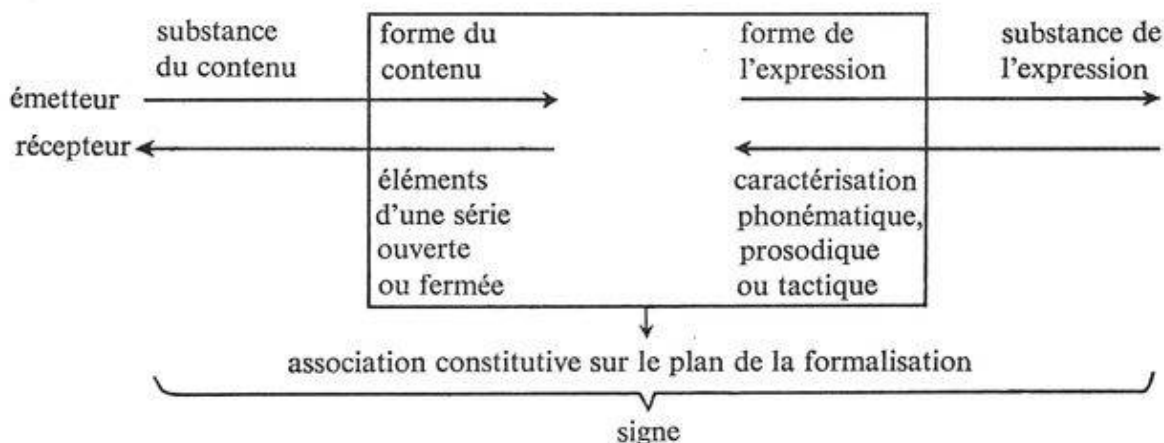 substance
du contenu
forme du
contenu
forme de
l'expression
substance de
l'expression
émetteur
récepteur
éléments
d'une série
ouverte
ou fermée
caractérisation
phonématique,
prosodique
ou tactique
association constitutive sur le plan de la formalisation
signe